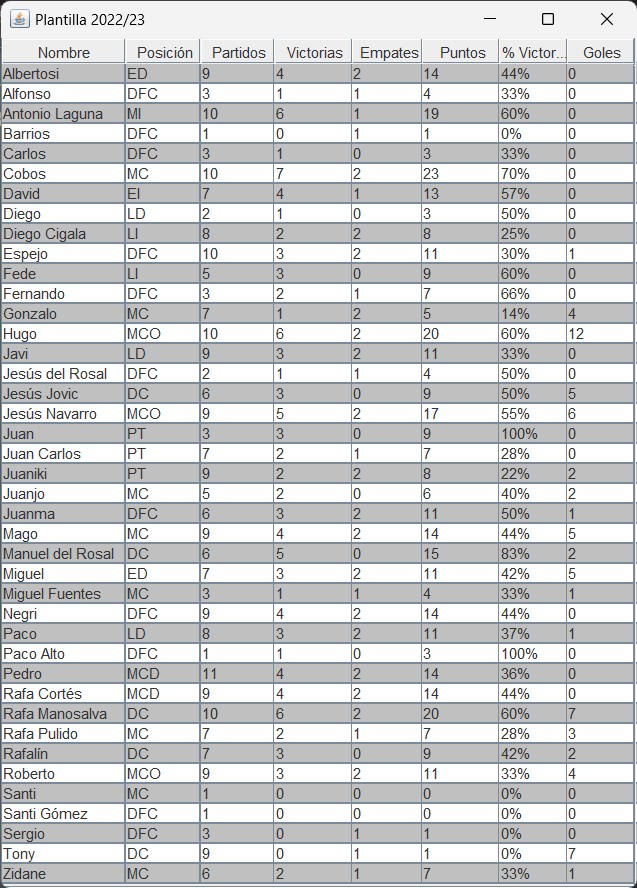 Plantilla 2022/23
Nombre Posición Partidos Victorias Empates Puntos % Victor... Goles
Albertosi ED 9 4 2 14 44% 0
Alfonso DFC 3 1 1 4 33% 0
Antonio Laguna MI 10 6 1 19 60% 0
Barrios DFC 1 0 1 1 0% 0
Carlos DFC 3 1 0 3 33% 0
Cobos MC 10 7 2 23 70% 0
David EI 7 4 1 13 57% 0
Diego LD 2 1 0 3 50% 0
Diego Cigala LI 8 2 2 8 25% 0
Espejo DFC 10 3 2 11 30% 1
Fede LI 5 3 0 9 60% 0
Fernando DFC 3 2 1 7 66% 0
Gonzalo MC 7 1 2 5 14% 4
Hugo MCO 10 6 2 20 60% 12
Javi LD 9 3 2 11 33% 0
Jesús del Rosal DFC 2 1 1 4 50% 0
Jesús Jovic DC 6 3 0 9 50% 5
Jesús Navarro MCO 9 5 2 17 55% 6
Juan PT 3 3 0 9 100% 0
Juan Carlos PT 7 2 1 7 28% 0
Juaniki PT 9 2 2 8 22% 2
Juanjo MC 5 2 0 6 40% 2
Juanma DFC 6 3 2 11 50% 1
Mago MC 9 4 2 14 44% 5
Manuel del Rosal DC 6 5 0 15 83% 2
Miguel ED 7 3 2 11 42% 5
Miguel Fuentes MC 3 1 1 4 33% 1
Negri DFC 9 4 2 14 44% 0
Paco LD 8 3 2 11 37% 1
Paco Alto DFC 1 1 0 3 100% 0
Pedro MCD 11 4 2 14 36% 0
Rafa Cortés MCD 9 4 2 14 44% 0
Rafa Manosalva DC 10 6 2 20 60% 7
Rafa Pulido MC 7 2 1 7 28% 3
Rafalín DC 7 3 0 9 42% 2
Roberto MCO 9 3 2 11 33% 4
Santi MC 1 0 0 0 0% 0
Santi Gómez DFC 1 0 0 0 0% 0
Sergio DFC 3 0 1 1 0% 0
Tony DC 9 0 1 1 0% 7
Zidane MC 6 2 1 7 33% 1